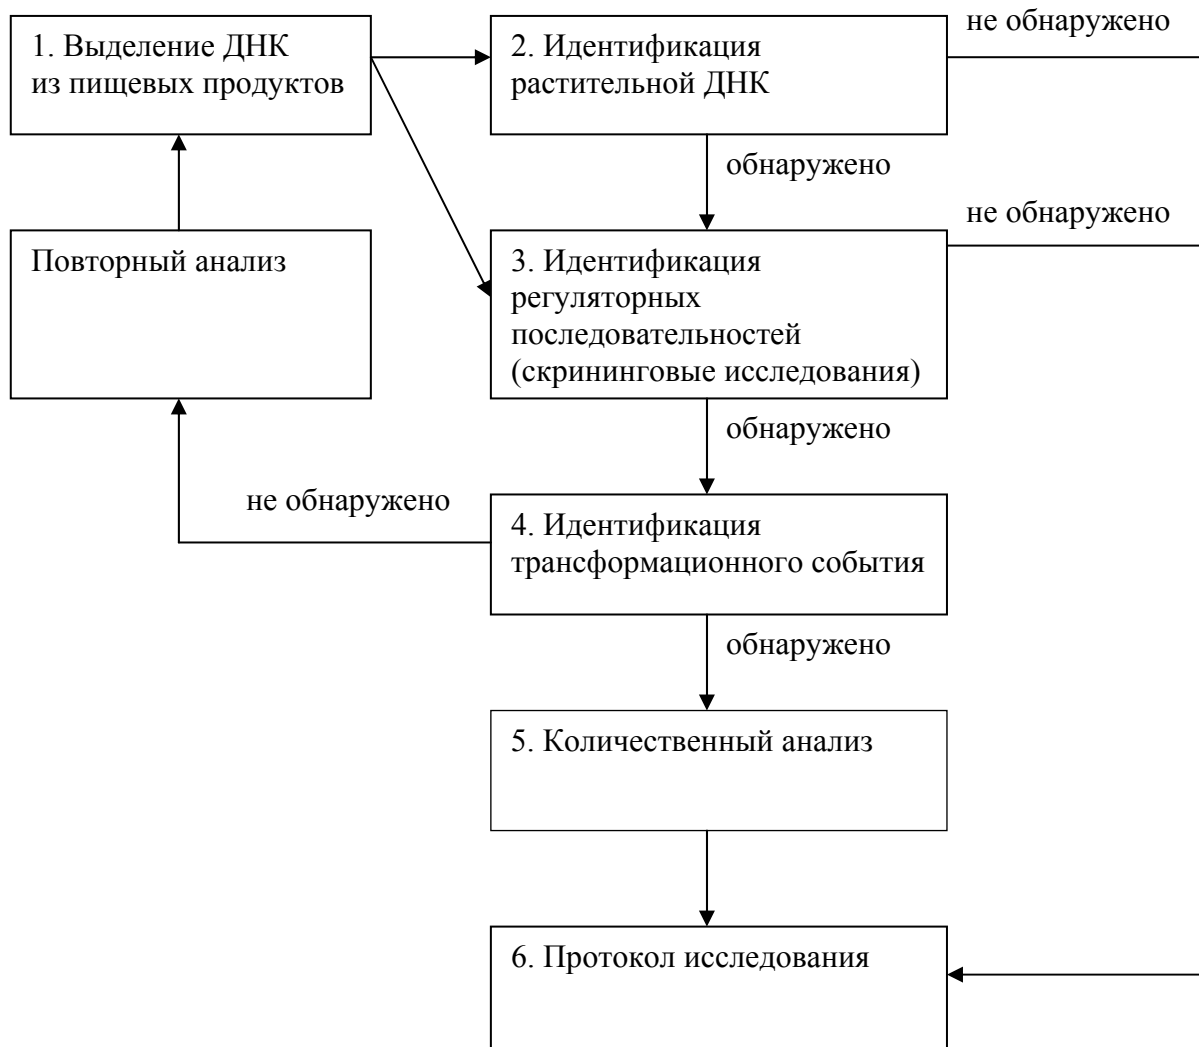 1. Выделение ДНК
из пищевых продуктов
2. Идентификация
растительной ДНК
не обнаружено
обнаружено
Повторный анализ
3. Идентификация
регуляторных
последовательностей
(скрининговые исследования)
не обнаружено
обнаружено
не обнаружено
4. Идентификация
трансформационного события
обнаружено
5. Количественный анализ
6. Протокол исследования